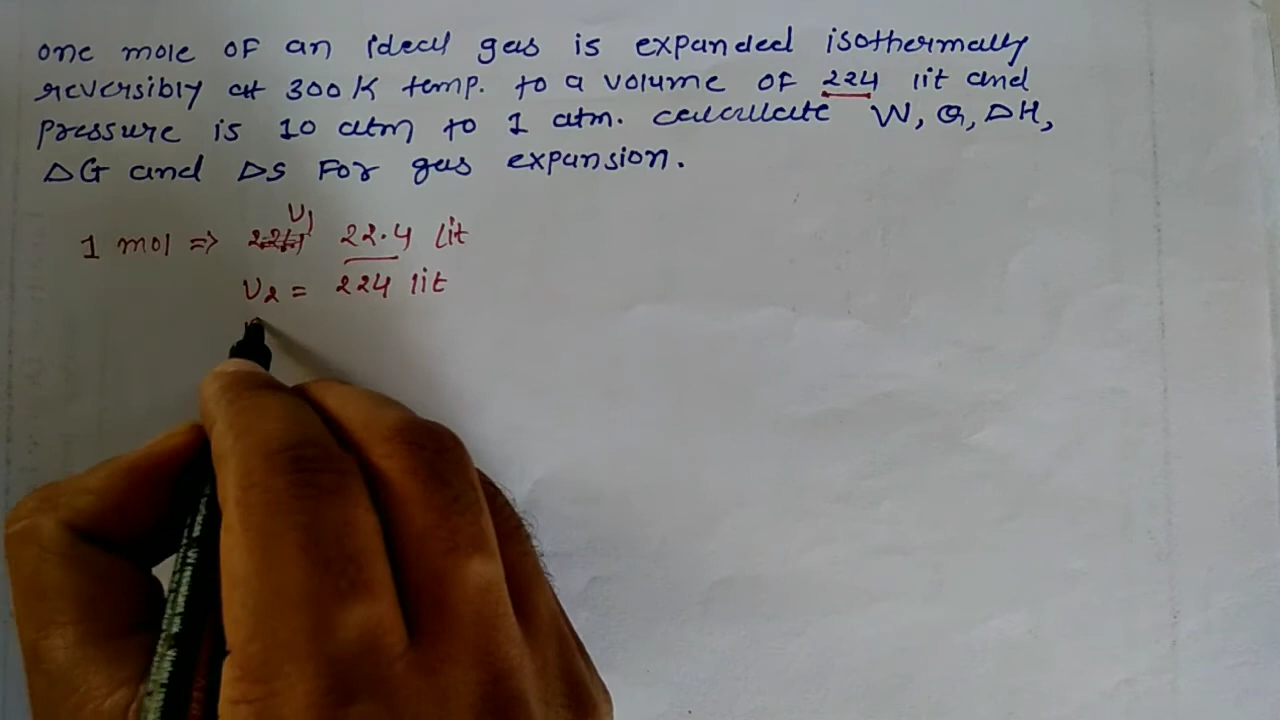 one mole of an ideal gas is expanded isothermally
reversibly at 300K temp. to a volume of 224 lit and
pressure is 10 atm to 1 atm. calculate W, Q, ΔH,
ΔG and ΔS For gas expansion.
V1
1 mol => 22.4 lit
V2 = 224 lit